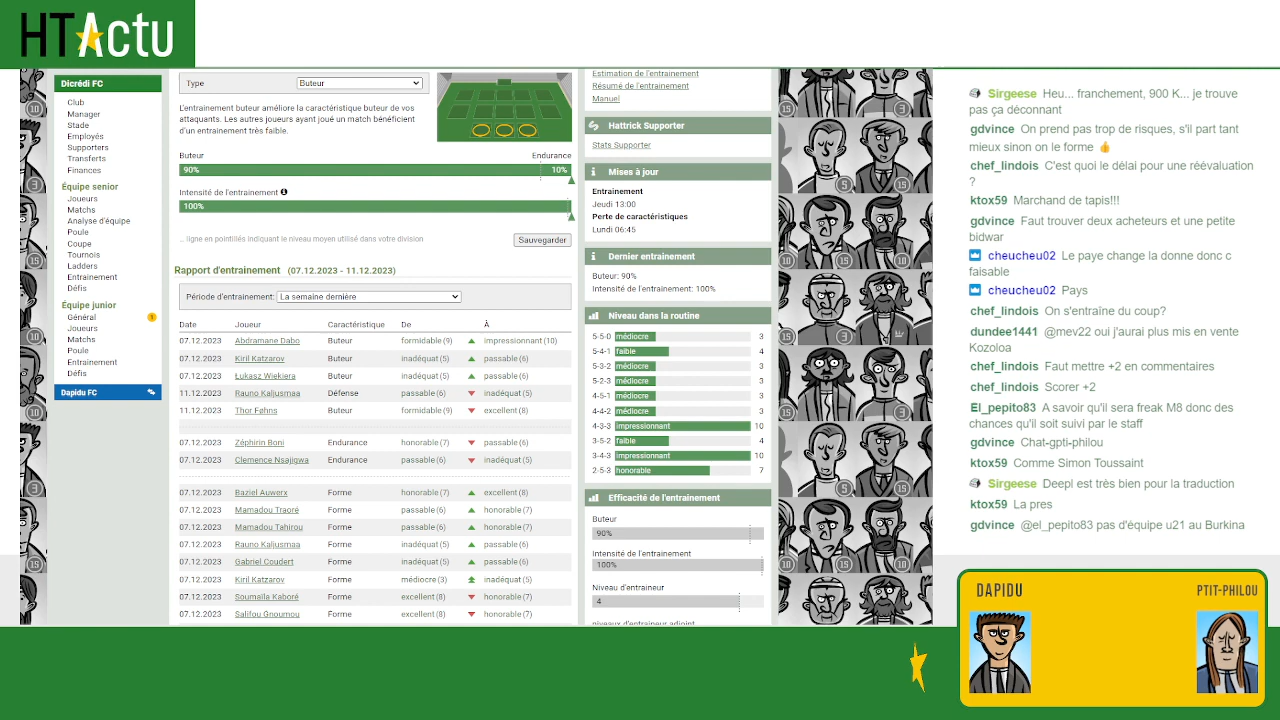 HTActu
Dicrédi FC
Club
Manager
Stade
Employés
Supporters
Transferts
Finances
Équipe senior
Joueurs
Matchs
Analyse d'équipe
Poule
Coupe
Tournois
Ladders
Entrainement
Défis
Équipe junior
Général 1
Joueurs
Matchs
Poule
Entrainement
Défis
Dapidu FC
Type Buteur
L'entrainement buteur améliore la caractéristique buteur de vos
attaquants. Les autres joueurs ayant joué un match bénéficient
d'un entrainement très faible.
Buteur Endurance
90% 10%
Intensité de l'entrainement
100%
... ligne en pointillés indiquant le niveau moyen utilisé dans votre division
Sauvegarder
Rapport d'entrainement (07.12.2023 - 11.12.2023)
Période d'entrainement: La semaine dernière
Date Joueur Caractéristique De À
07.12.2023 Abdramane Dabo Buteur formidable (9) impressionnant (10)
07.12.2023 Kiril Katzarov Buteur inadéquat (5) passable (6)
07.12.2023 Łukasz Wiekiera Buteur inadéquat (5) passable (6)
11.12.2023 Rauno Kaljusmaa Défense passable (6) inadéquat (5)
11.12.2023 Thor Føhns Buteur formidable (9) excellent (8)
07.12.2023 Zéphirin Boni Endurance honorable (7) passable (6)
07.12.2023 Clemence Nsajigwa Endurance passable (6) inadéquat (5)
07.12.2023 Baziel Auwerx Forme honorable (7) excellent (8)
07.12.2023 Mamadou Traoré Forme passable (6) honorable (7)
07.12.2023 Mamadou Tahirou Forme passable (6) honorable (7)
07.12.2023 Rauno Kaljusmaa Forme inadéquat (5) passable (6)
07.12.2023 Gabriel Coudert Forme inadéquat (5) passable (6)
07.12.2023 Kiril Katzarov Forme médiocre (3) inadéquat (5)
07.12.2023 Soumaïla Kaboré Forme excellent (8) honorable (7)
07.12.2023 Salifou Gnoumou Forme excellent (8) honorable (7)
Estimation de l'entrainement
Résumé de l'entrainement
Manuel
Hattrick Supporter
Stats Supporter
Mises à jour
Entrainement
Jeudi 13:00
Perte de caractéristiques
Lundi 06:45
Dernier entrainement
Buteur: 90%
Intensité de l'entrainement: 100%
Niveau dans la routine
5-5-0 médiocre 3
5-4-1 faible 4
5-3-2 médiocre 3
5-2-3 médiocre 3
4-5-1 médiocre 3
4-4-2 médiocre 3
4-3-3 impressionnant 10
3-5-2 faible 4
3-4-3 impressionnant 10
2-5-3 honorable 7
Efficacité de l'entrainement
Buteur
90%
Intensité de l'entrainement
100%
Niveau d'entraineur
4
niveaux d'entraineur adjoint
Sirgeese Heu... franchement, 900 K... je trouve
pas ça déconnant
gdvince On prend pas trop de risques, s'il part tant
mieux sinon on le forme 👍
chef_lindois C'est quoi le délai pour une réévaluation
?
ktox59 Marchand de tapis!!!
gdvince Faut trouver deux acheteurs et une petite
bidwar
cheucheu02 Le paye change la donne donc c
faisable
cheucheu02 Pays
chef_lindois On s'entraîne du coup?
dundee1441 @mev22 oui j'aurai plus mis en vente
Kozoloa
chef_lindois Faut mettre +2 en commentaires
chef_lindois Scorer +2
El_pepito83 A savoir qu'il sera freak M8 donc des
chances qu'il soit suivi par le staff
gdvince Chat-gpti-philou
ktox59 Comme Simon Toussaint
Sirgeese Deepl est très bien pour la traduction
ktox59 La pres
gdvince @el_pepito83 pas d'équipe u21 au Burkina
DAPIDU PTIT-PHILOU